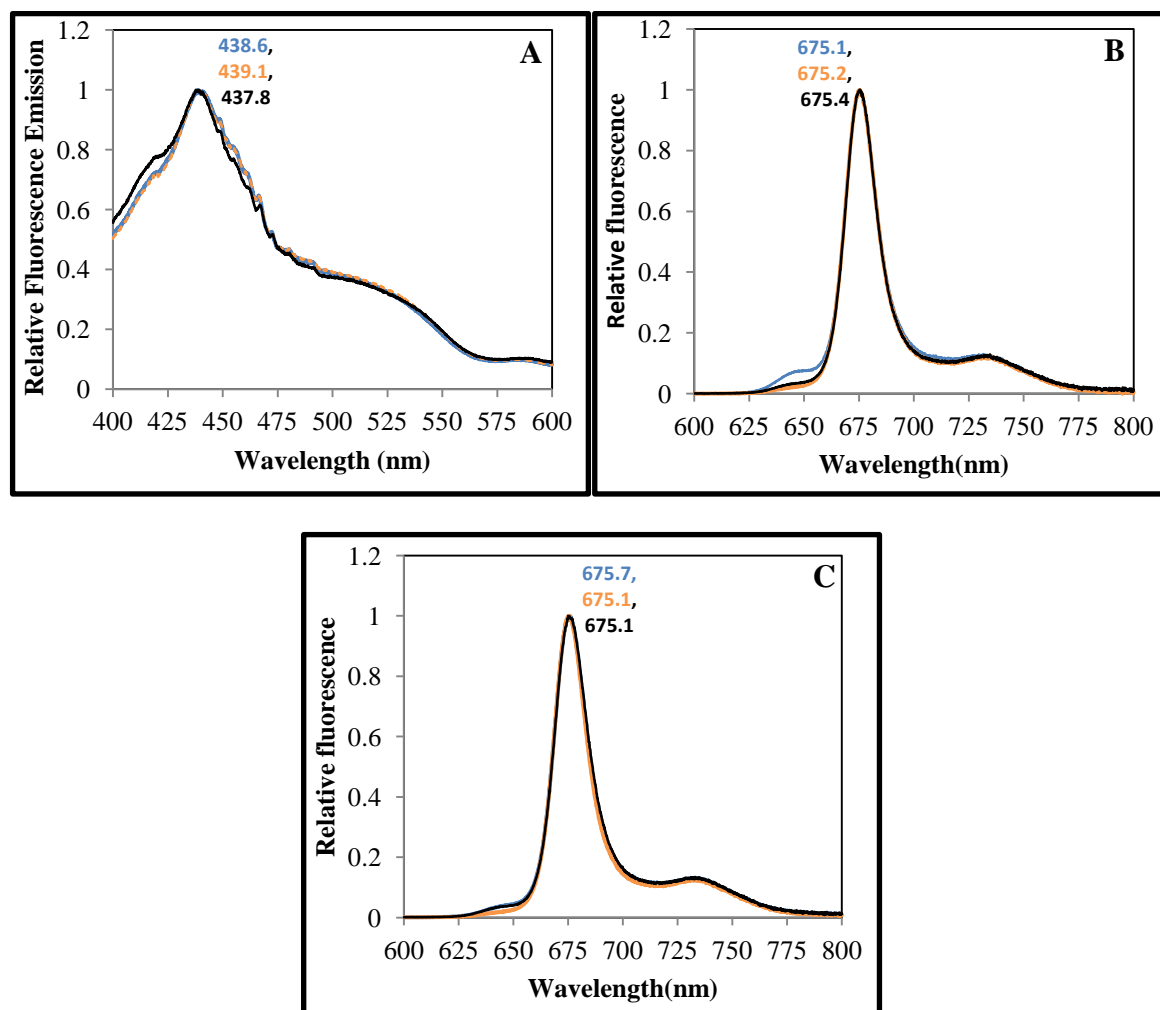 A
438.6,
439.1,
437.8
Relative Fluorescence Emission
1.2
1
0.8
0.6
0.4
0.2
0
400 425 450 475 500 525 550 575 600
Wavelength (nm)
B
675.1,
675.2,
675.4
Relative fluorescence
1.2
1
0.8
0.6
0.4
0.2
0
600 625 650 675 700 725 750 775 800
Wavelength(nm)
C
675.7,
675.1,
675.1
Relative fluorescence
1.2
1
0.8
0.6
0.4
0.2
0
600 625 650 675 700 725 750 775 800
Wavelength(nm)